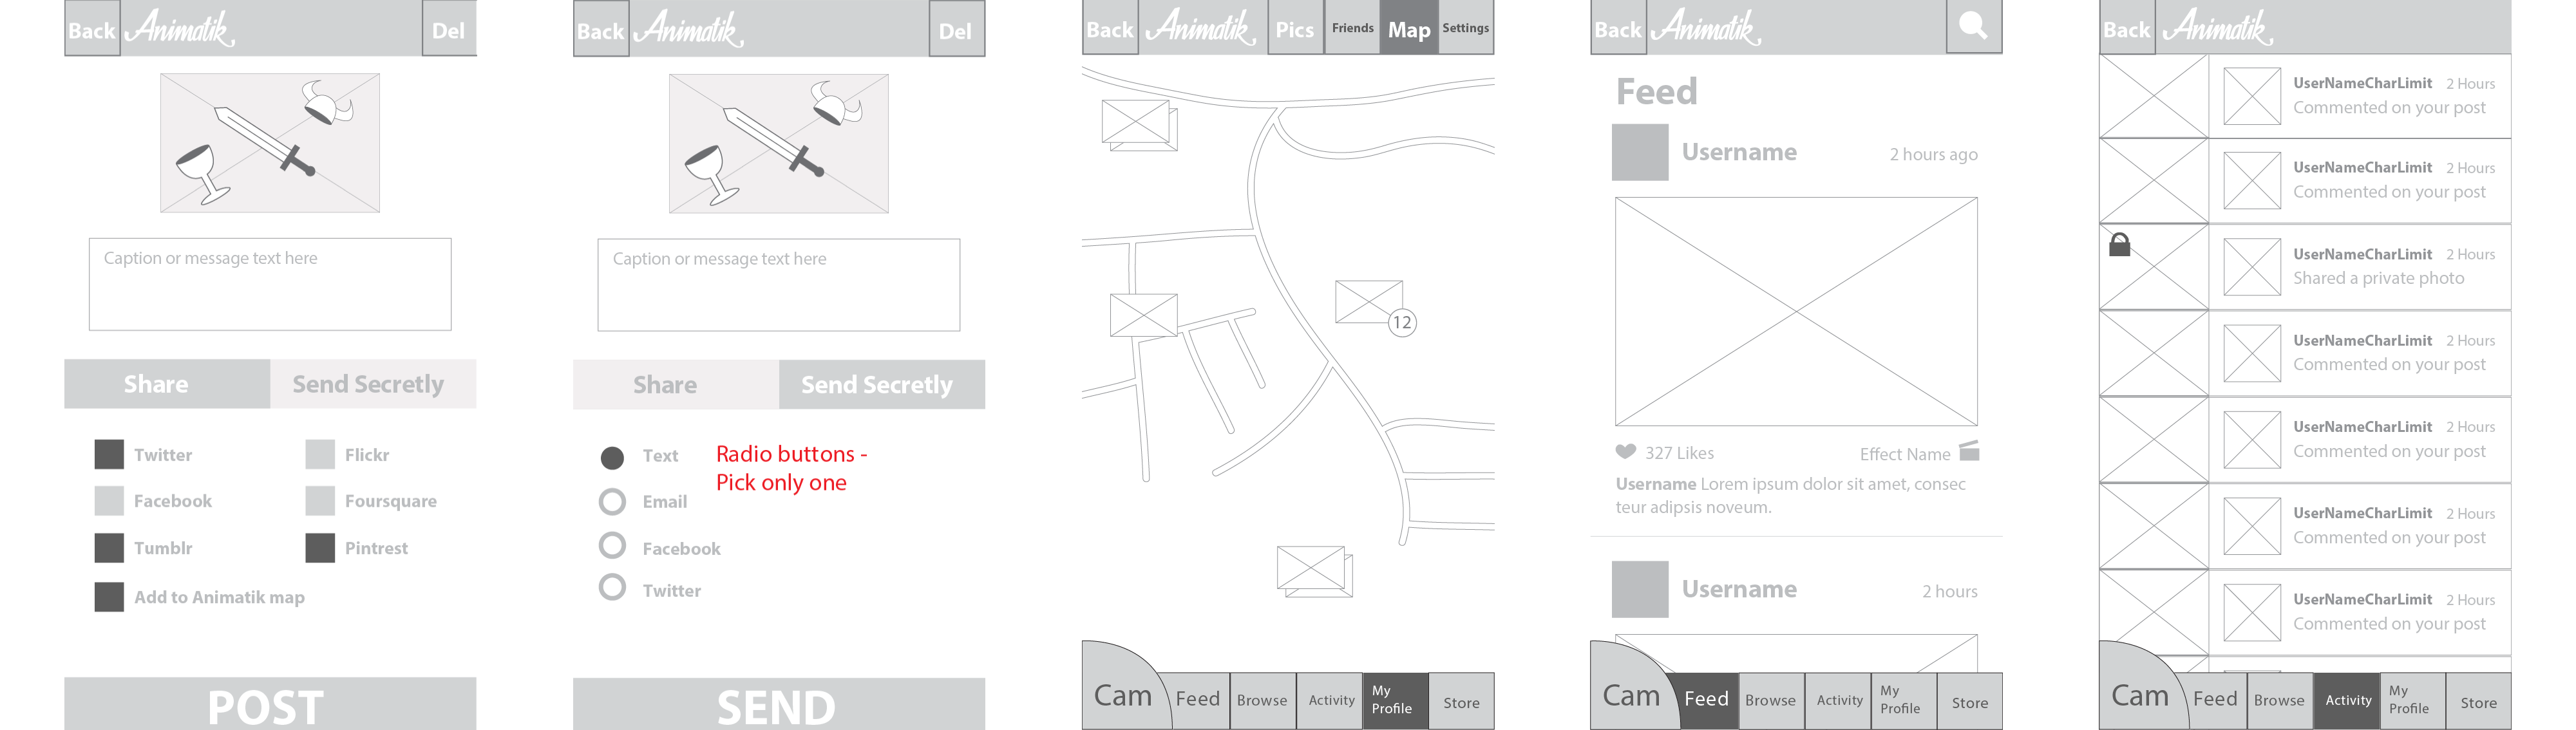 Back Animatik Del
Caption or message text here
Share Send Secretly
Twitter Flickr
Facebook Foursquare
Tumblr Pintrest
Add to Animatik map
POST
Back Animatik Del
Caption or message text here
Share Send Secretly
Text
Email
Facebook
Twitter
Radio buttons -
Pick only one
SEND
Back Animatik Pics Friends Map Settings
12
Cam Feed Browse Activity My Profile Store
Back Animatik
Feed
Username 2 hours ago
327 Likes Effect Name
Username Lorem ipsum dolor sit amet, consec
teur adipsis noveum.
Username 2 hours
Cam Feed Browse Activity My Profile Store
Back Animatik
UserNameCharLimit 2 Hours
Commented on your post
UserNameCharLimit 2 Hours
Commented on your post
UserNameCharLimit 2 Hours
Shared a private photo
UserNameCharLimit 2 Hours
Commented on your post
UserNameCharLimit 2 Hours
Commented on your post
UserNameCharLimit 2 Hours
Commented on your post
UserNameCharLimit 2 Hours
Commented on your post
Cam Feed Browse Activity My Profile Store